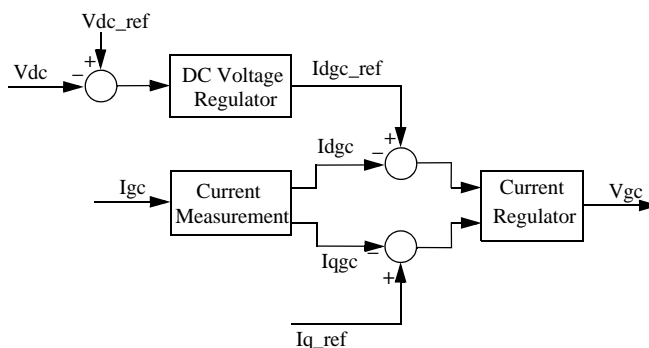 Vdc_ref
+
−
Vdc
DC Voltage
Regulator
Idgc_ref
+
−
Idgc
Igc
Current
Measurement
Current
Regulator
Vgc
Iqgc
−
+
Iq_ref